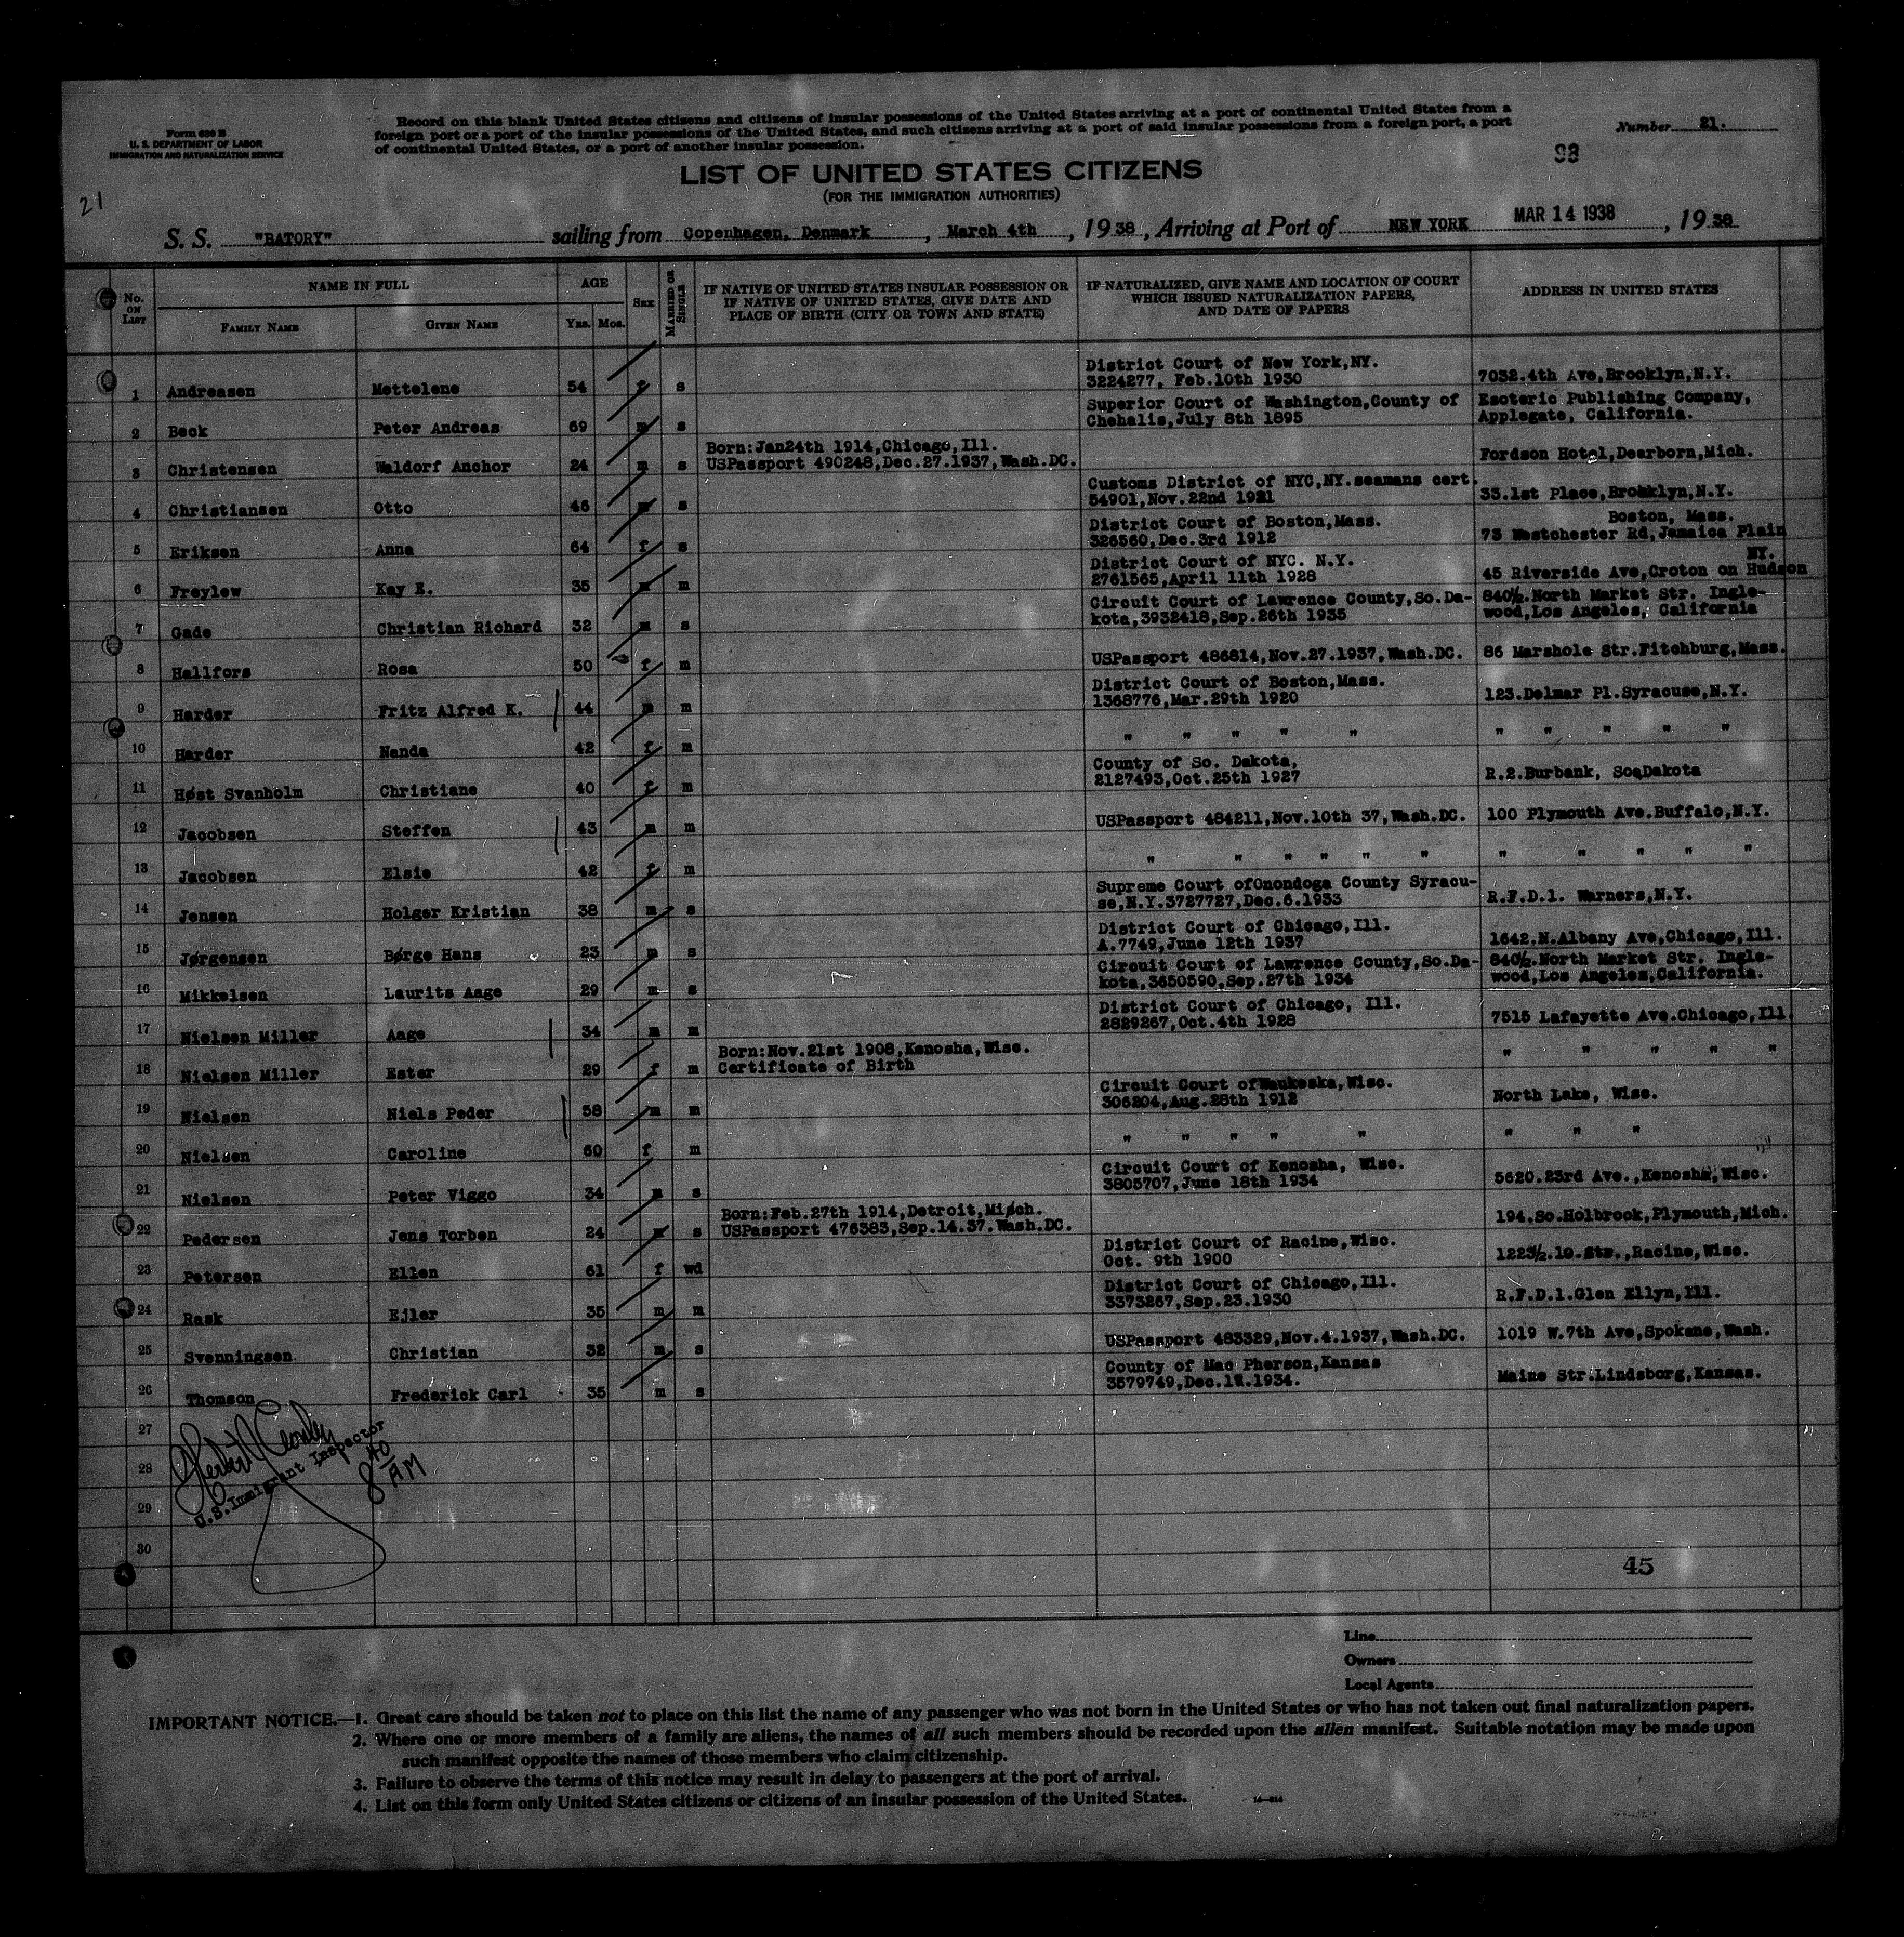 Form 630 B
U. S. DEPARTMENT OF LABOR
IMMIGRATION AND NATURALIZATION SERVICE
Record on this blank United States citizens and citizens of insular possessions of the United States arriving at a port of continental United States from a
foreign port or a port of the insular possessions of the United States, and such citizens arriving at a port of said insular possessions from a foreign port, a port
of continental United States, or a port of another insular possession.
Number 21.
98
21
LIST OF UNITED STATES CITIZENS
(FOR THE IMMIGRATION AUTHORITIES)
S. S. "BATORY" sailing from Copenhagen, Denmark, March 4th, 1938, Arriving at Port of NEW YORK MAR 14 1938, 1938
No. ON LIST
NAME IN FULL
FAMILY NAME GIVEN NAME
AGE
Yrs. Mos.
SEX
MARRIED OR SINGLE
IF NATIVE OF UNITED STATES INSULAR POSSESSION OR
IF NATIVE OF UNITED STATES, GIVE DATE AND
PLACE OF BIRTH (CITY OR TOWN AND STATE)
IF NATURALIZED, GIVE NAME AND LOCATION OF COURT
WHICH ISSUED NATURALIZATION PAPERS,
AND DATE OF PAPERS
ADDRESS IN UNITED STATES
District Court of New York,NY.
1 Andreasen Mettelene 54 f s 3224277, Feb.10th 1930 7032.4th Ave,Brooklyn,N.Y.
Superior Court of Washington,County of Esoteric Publishing Company,
2 Beck Peter Andreas 69 m s Chehalis,July 8th 1895 Applegate, California.
Born:Jan24th 1914,Chicago,Ill.
3 Christensen Waldorf Anchor 24 m s USPassport 490248,Dec.27.1937,Wash.DC. Fordson Hotel,Dearborn,Mich.
Customs District of NYC,NY.seamans cert.
4 Christiansen Otto 46 m s 54901,Nov.22nd 1921 33.1st Place,Brooklyn,N.Y.
District Court of Boston,Mass. Boston, Mass.
5 Eriksen Anna 64 f s 326560,Dec.3rd 1912 73 Westchester Rd,Jamaica Plain
District Court of NYC. N.Y. NY.
6 Freylew Kay E. 35 m m 2761565,April 11th 1928 45 Riverside Ave,Croton on Hudson
Circuit Court of Lawrence County,So.Da- 840½.North Market Str. Ingle-
7 Gade Christian Richard 32 m s kota,3932418,Sep.26th 1935 wood,Los Angeles, California
8 Hallfors Rosa 50 f m USPassport 486814,Nov.27.1937,Wash.DC. 86 Marshole Str.Fitchburg,Mass.
District Court of Boston,Mass.
9 Harder Fritz Alfred K. 44 m m 1368776,Mar.29th 1920 123.Delmar Pl.Syracuse,N.Y.
10 Harder Nanda 42 f m " " " " " " " " " "
County of So. Dakota,
11 Høst Svanholm Christiane 40 f m 2127493,Oct.25th 1927 R.2.Burbank, So.Dakota
12 Jacobsen Steffen 43 m m USPassport 484211,Nov.10th 37,Wash.DC. 100 Plymouth Ave.Buffalo,N.Y.
13 Jacobsen Elsie 42 f m " " " " " " " " " " "
Supreme Court ofOnondoga County Syracu-
14 Jensen Holger Kristian 38 m s se,N.Y.3727727,Dec.6.1933 R.F.D.1. Warners,N.Y.
District Court of Chicago,Ill.
15 Jørgensen Børge Hans 23 m s A.7749,June 12th 1937 1642.N.Albany Ave,Chicago,Ill.
Circuit Court of Lawrence County,So.Da- 840½.North Market Str. Ingle-
16 Mikkelsen Laurits Aage 29 m s kota,3650590,Sep.27th 1934 wood,Los Angeles,California.
District Court of Chicago, Ill.
17 Nielsen Miller Aage 34 m m 2829267,Oct.4th 1928 7515 Lafayette Ave.Chicago,Ill.
Born:Nov.21st 1908,Kenosha,Wisc.
18 Nielsen Miller Ester 29 f m Certificate of Birth " " " " "
Circuit Court ofWaukeska,Wisc.
19 Nielsen Niels Peder 58 m m 306204,Aug.28th 1912 North Lake, Wisc.
20 Nielsen Caroline 60 f m " " " " " " " "
Circuit Court of Kenosha, Wisc.
21 Nielsen Peter Viggo 34 m s 3805707,June 18th 1934 5620.23rd Ave.,Kenosha,Wisc.
Born:Feb.27th 1914,Detroit,Misch.
22 Pedersen Jens Torben 24 m s USPassport 476383,Sep.14.37.Wash.DC. 194.So.Holbrook,Plymouth,Mich.
District Court of Racine,Wisc.
23 Petersen Ellen 61 f wd Oct. 9th 1900 1223½.10.Str.,Racine,Wisc.
District Court of Chicago,Ill.
24 Rask Ejler 35 m m 3373267,Sep.23.1930 R.F.D.1.Glen Ellyn,Ill.
25 Svenningsen Christian 32 m s USPassport 483329,Nov.4.1937,Wash.DC. 1019 W.7th Ave,Spokane,Wash.
County of Mac Pherson,Kansas
26 Thomson Frederick Carl 35 m s 3579749,Dec.1934. Maine Str.Lindsborg,Kansas.
27
28
29
30
U.S.Immigrant Inspector
8 40 AM
45
Line
Owners
Local Agents
IMPORTANT NOTICE.—1. Great care should be taken not to place on this list the name of any passenger who was not born in the United States or who has not taken out final naturalization papers.
2. Where one or more members of a family are aliens, the names of all such members should be recorded upon the alien manifest. Suitable notation may be made upon
such manifest opposite the names of those members who claim citizenship.
3. Failure to observe the terms of this notice may result in delay to passengers at the port of arrival.
4. List on this form only United States citizens or citizens of an insular possession of the United States.